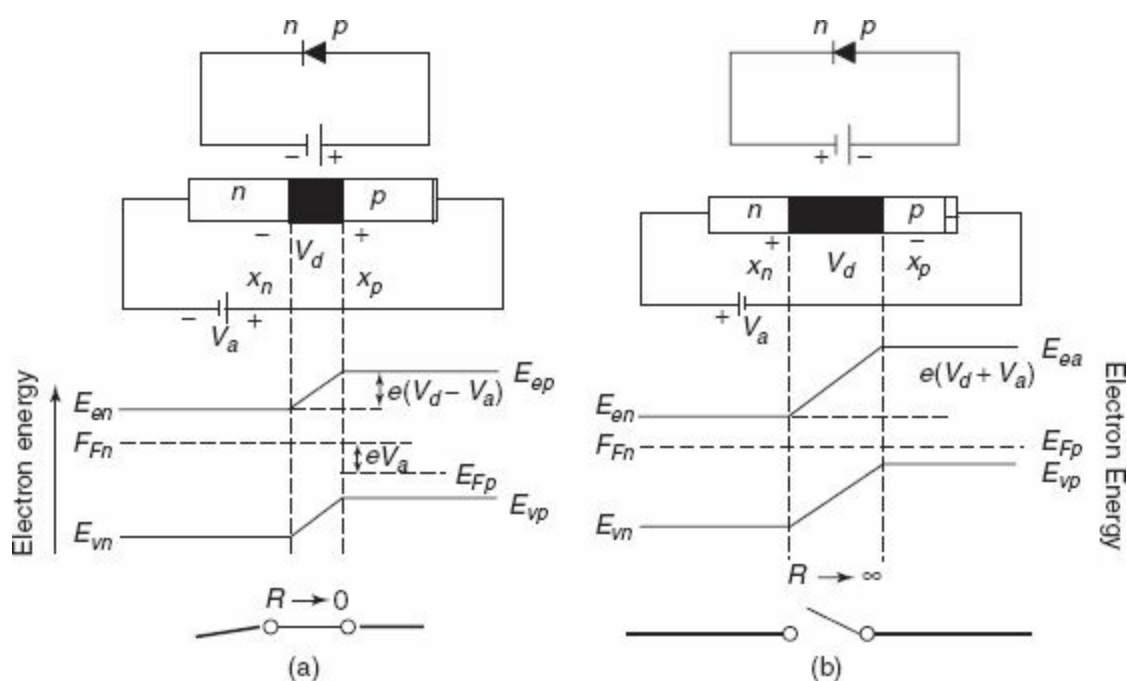 n p
− +
n p
− +
V_d
x_n x_p
− +
V_a
Electron energy
E_en
F_Fn
E_vn
e(V_d − V_a)
E_ep
eV_a
E_Fp
E_vp
R → 0
(a)
n p
+ −
n p
+ −
x_n V_d x_p
+
V_a
E_en
F_Fn
E_vn
e(V_d + V_a)
E_ea
E_Fp
E_vp
Electron Energy
R → ∞
(b)